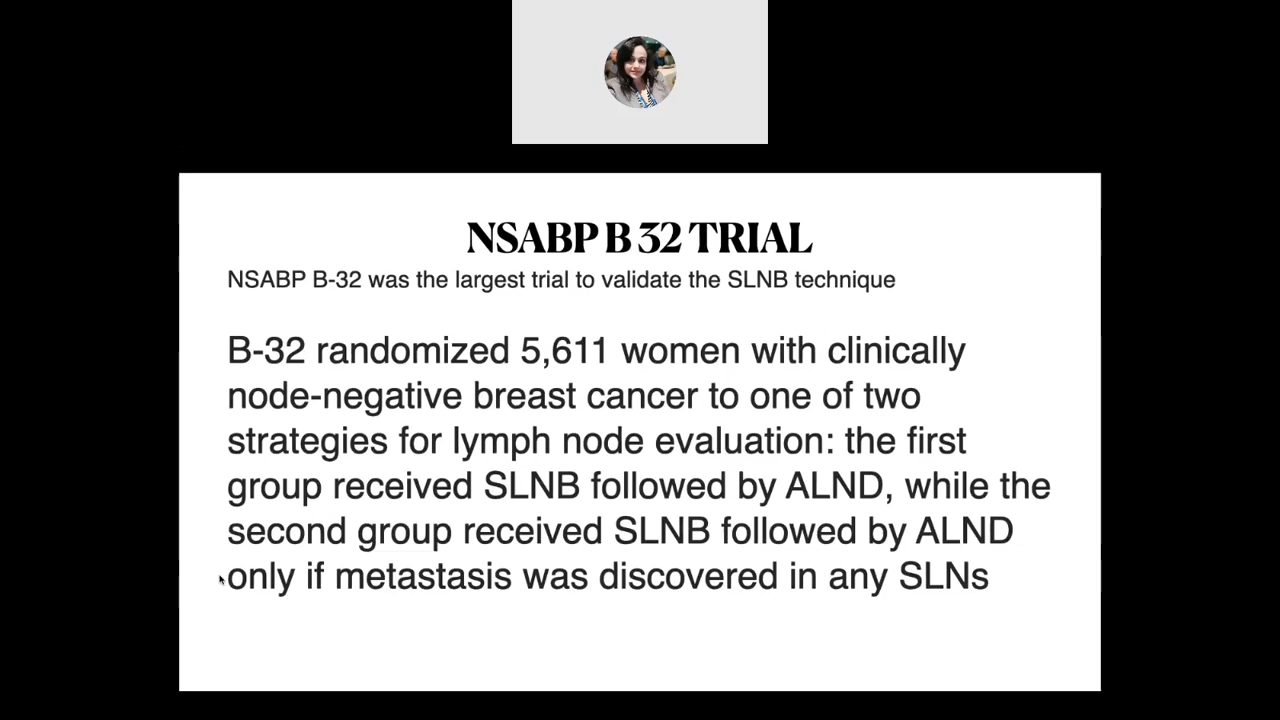 NSABP B 32 TRIAL
NSABP B-32 was the largest trial to validate the SLNB technique
B-32 randomized 5,611 women with clinically
node-negative breast cancer to one of two
strategies for lymph node evaluation: the first
group received SLNB followed by ALND, while the
second group received SLNB followed by ALND
only if metastasis was discovered in any SLNs